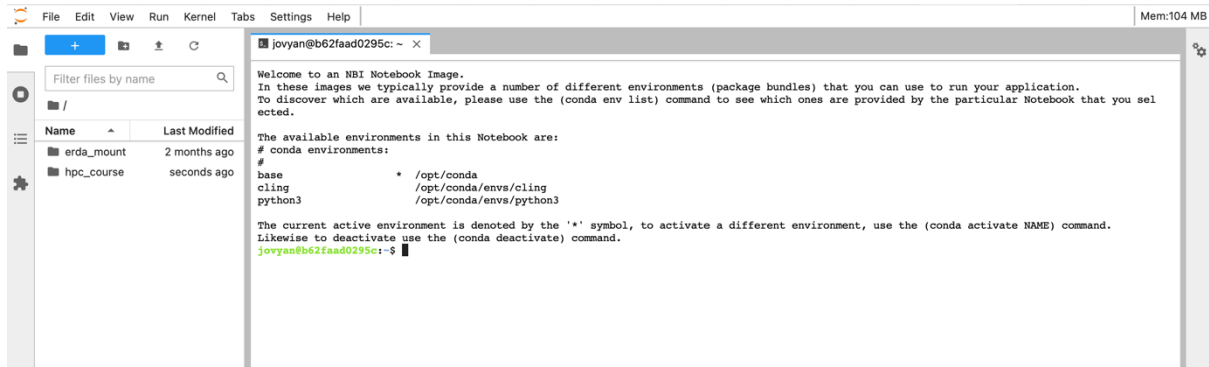 File Edit View Run Kernel Tabs Settings Help
Mem:104 MB
+
Filter files by name
/
Name Last Modified
erda_mount 2 months ago
hpc_course seconds ago
jovyan@b62faad0295c: ~ ×
Welcome to an NBI Notebook Image.
In these images we typically provide a number of different environments (package bundles) that you can use to run your application.
To discover which are available, please use the (conda env list) command to see which ones are provided by the particular Notebook that you sel
ected.
The available environments in this Notebook are:
# conda environments:
#
base * /opt/conda
cling /opt/conda/envs/cling
python3 /opt/conda/envs/python3
The current active environment is denoted by the '*' symbol, to activate a different environment, use the (conda activate NAME) command.
Likewise to deactivate use the (conda deactivate) command.
jovyan@b62faad0295c:~$